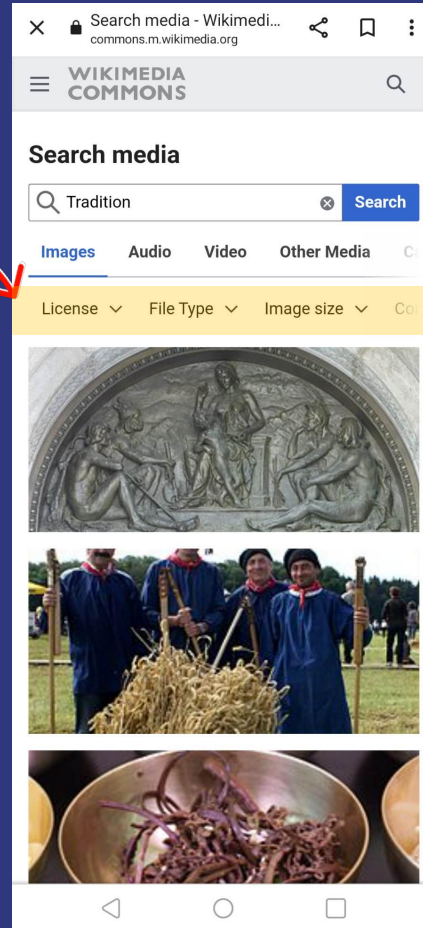 Search media - Wikimedi...
commons.m.wikimedia.org
WIKIMEDIA
COMMONS
Search media
Tradition
Search
Images Audio Video Other Media
License File Type Image size